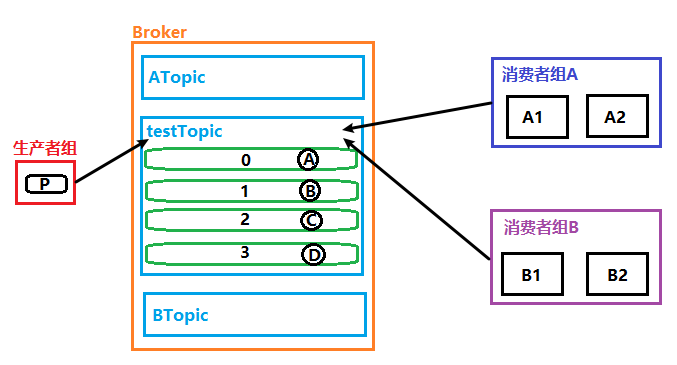 Broker
ATopic
testTopic
0 A
1 B
2 C
3 D
BTopic
生产者组
P
消费者组A
A1 A2
消费者组B
B1 B2